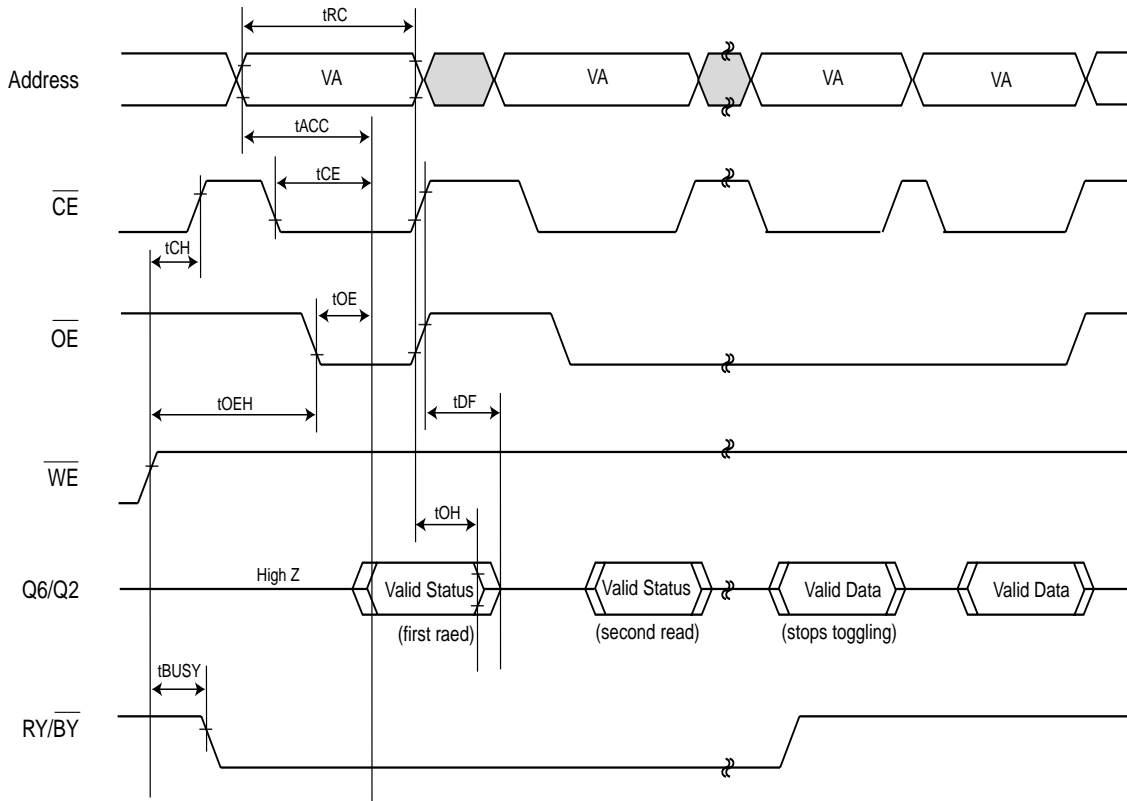 tRC
Address
VA
VA
VA
VA
tACC
tCE
CE
tCH
tOE
OE
tOEH
tDF
WE
tOH
High Z
Q6/Q2
Valid Status
Valid Status
Valid Data
Valid Data
(first raed)
(second read)
(stops toggling)
tBUSY
RY/BY